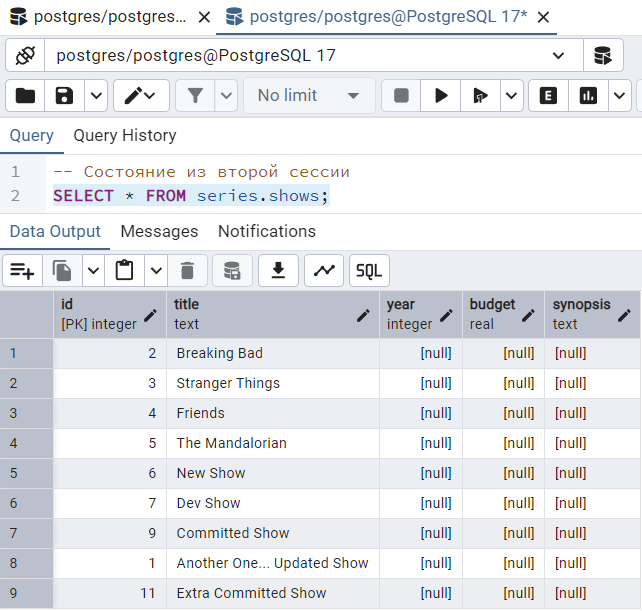 postgres/postgres... postgres/postgres@PostgreSQL 17*
postgres/postgres@PostgreSQL 17
No limit E
Query Query History
1 -- Состояние из второй сессии
2 SELECT * FROM series.shows;
Data Output Messages Notifications
SQL
id title year budget synopsis
[PK] integer text integer real text
1 2 Breaking Bad [null] [null] [null]
2 3 Stranger Things [null] [null] [null]
3 4 Friends [null] [null] [null]
4 5 The Mandalorian [null] [null] [null]
5 6 New Show [null] [null] [null]
6 7 Dev Show [null] [null] [null]
7 9 Committed Show [null] [null] [null]
8 1 Another One... Updated Show [null] [null] [null]
9 11 Extra Committed Show [null] [null] [null]